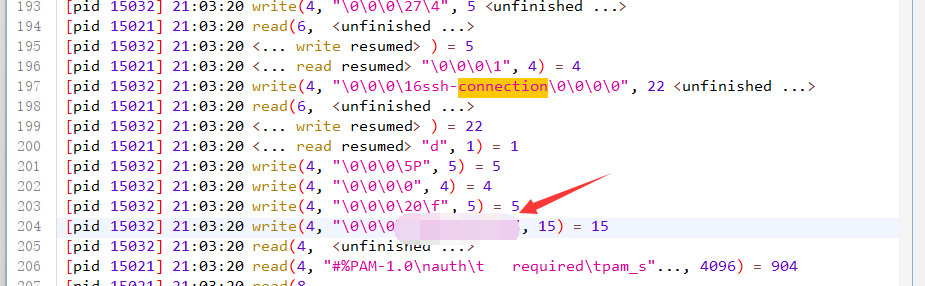 193 [pid 15032] 21:03:20 write(4, "\0\0\0\27\4", 5 <unfinished ...>
194 [pid 15021] 21:03:20 read(6,  <unfinished ...>
195 [pid 15032] 21:03:20 <... write resumed> ) = 5
196 [pid 15021] 21:03:20 <... read resumed> "\0\0\0\1", 4) = 4
197 [pid 15032] 21:03:20 write(4, "\0\0\0\16ssh-connection\0\0\0\0", 22 <unfinished ...>
198 [pid 15021] 21:03:20 read(6,  <unfinished ...>
199 [pid 15032] 21:03:20 <... write resumed> ) = 22
200 [pid 15021] 21:03:20 <... read resumed> "d", 1) = 1
201 [pid 15032] 21:03:20 write(4, "\0\0\0\5P", 5) = 5
202 [pid 15032] 21:03:20 write(4, "\0\0\0\0", 4) = 4
203 [pid 15032] 21:03:20 write(4, "\0\0\0\20\f", 5) = 5
204 [pid 15032] 21:03:20 write(4, "\0\0\0 , 15) = 15
205 [pid 15032] 21:03:20 read(4,  <unfinished ...>
206 [pid 15021] 21:03:20 read(4, "#%PAM-1.0\nauth\t   required\tpam_s"..., 4096) = 904
207 [pid 15021] 21:03:20 read(8